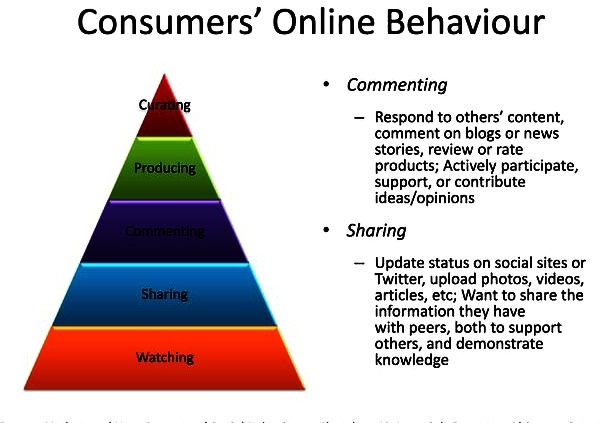 Consumers' Online Behaviour
Curating
Producing
Commenting
Sharing
Watching
• Commenting
– Respond to others' content,
comment on blogs or news
stories, review or rate
products; Actively participate,
support, or contribute
ideas/opinions
• Sharing
– Update status on social sites or
Twitter, upload photos, videos,
articles, etc; Want to share the
information they have
with peers, both to support
others, and demonstrate
knowledge